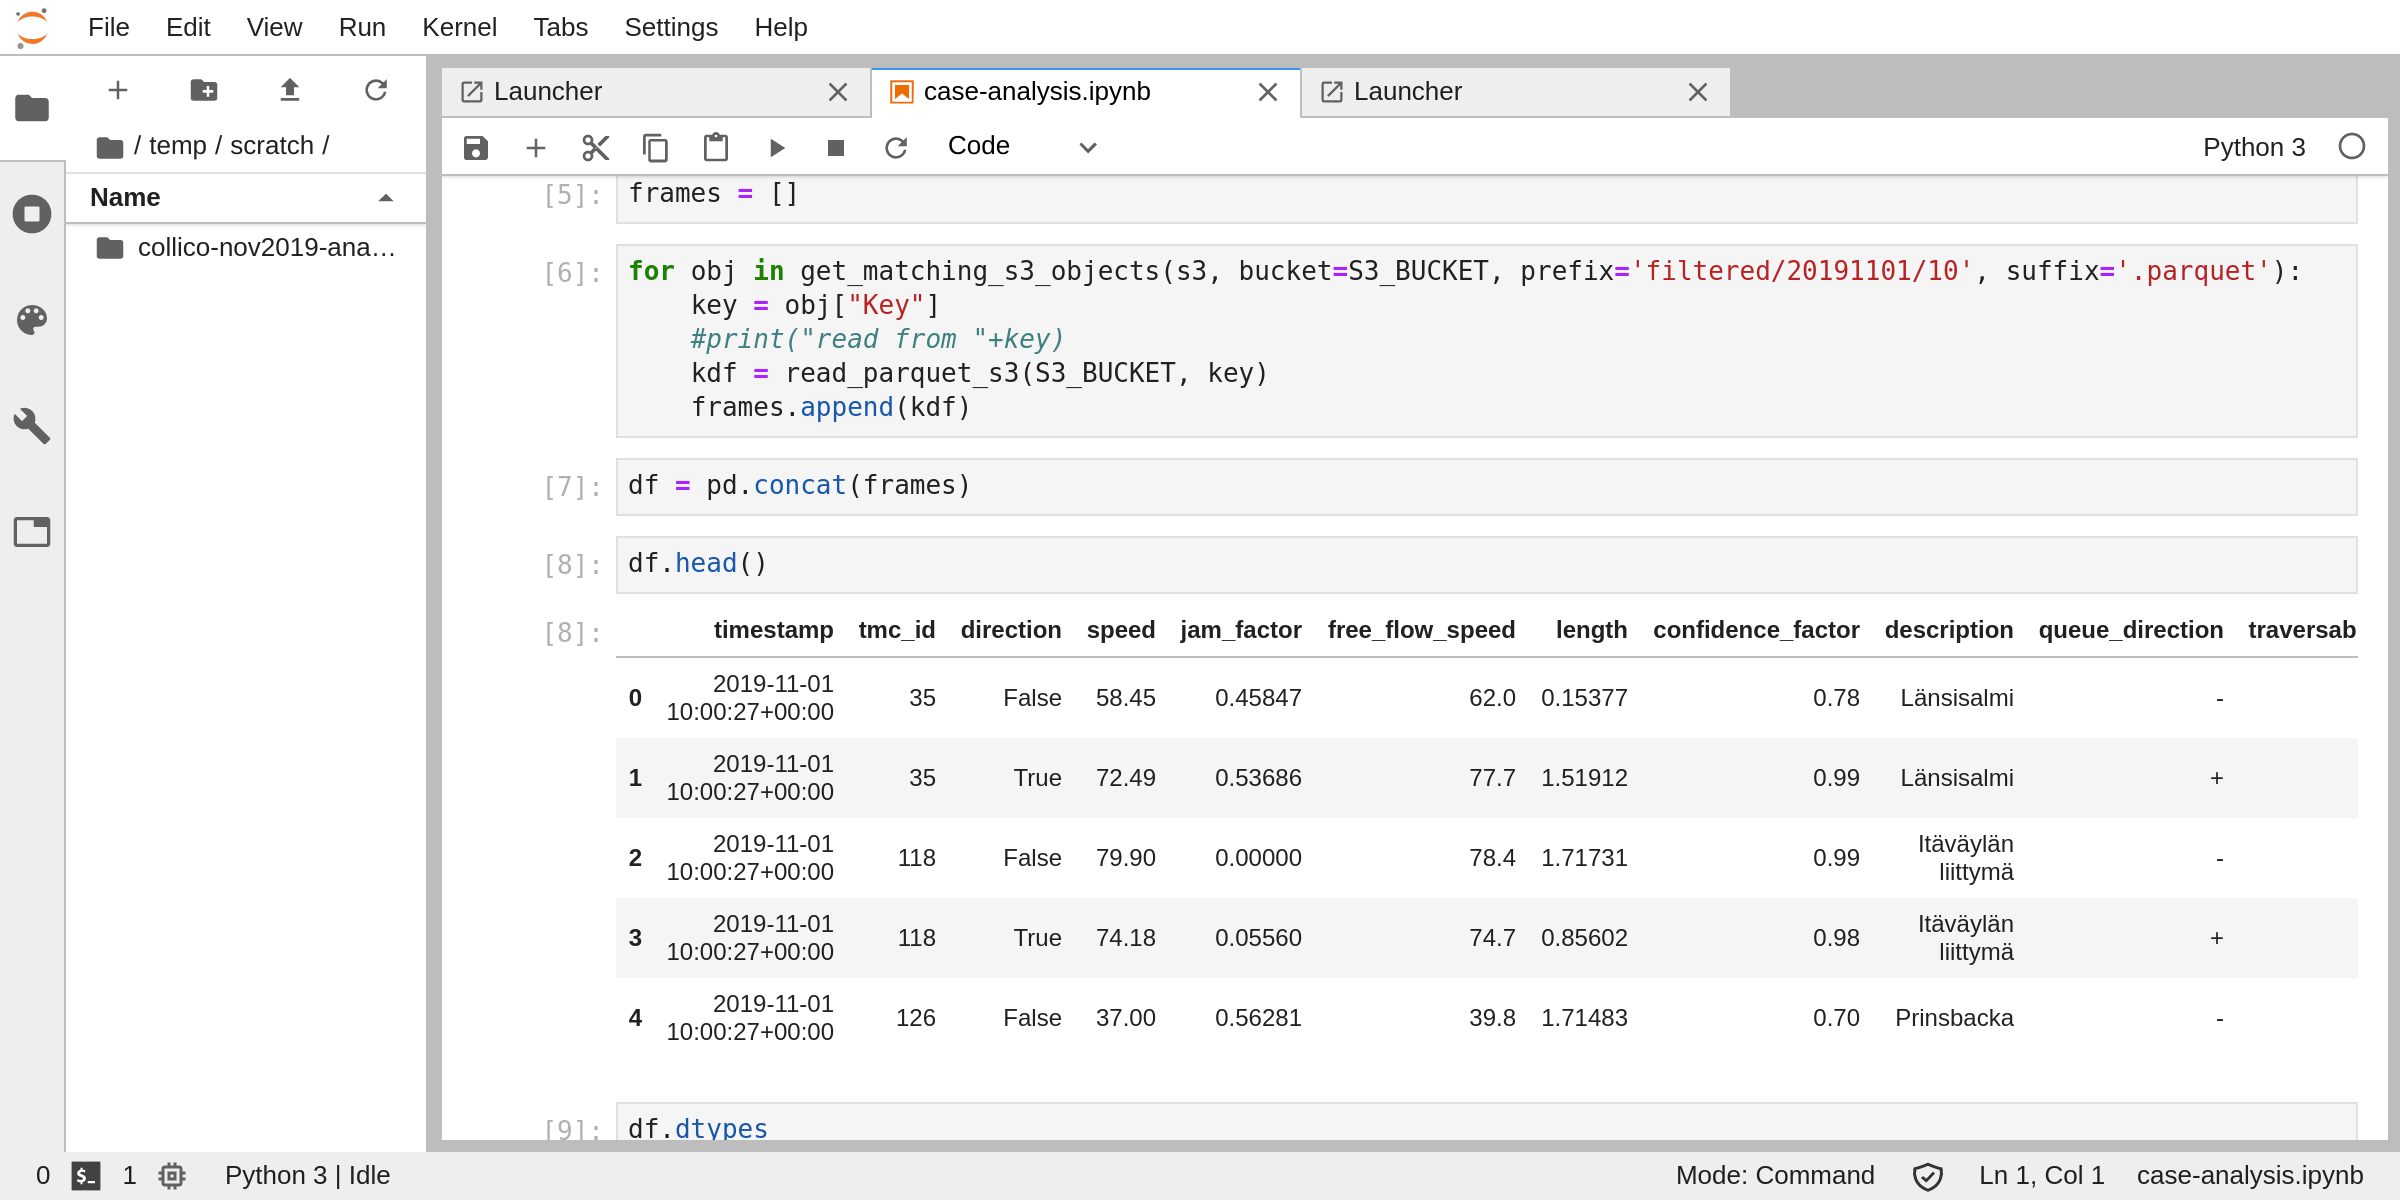 File Edit View Run Kernel Tabs Settings Help
Launcher case-analysis.ipynb Launcher
/ temp / scratch /
Code Python 3
Name
collico-nov2019-ana…
[5]: frames = []
[6]: for obj in get_matching_s3_objects(s3, bucket=S3_BUCKET, prefix='filtered/20191101/10', suffix='.parquet'):
    key = obj["Key"]
    #print("read from "+key)
    kdf = read_parquet_s3(S3_BUCKET, key)
    frames.append(kdf)
[7]: df = pd.concat(frames)
[8]: df.head()
[8]: timestamp tmc_id direction speed jam_factor free_flow_speed length confidence_factor description queue_direction traversab
0 2019-11-01 10:00:27+00:00 35 False 58.45 0.45847 62.0 0.15377 0.78 Länsisalmi -
1 2019-11-01 10:00:27+00:00 35 True 72.49 0.53686 77.7 1.51912 0.99 Länsisalmi +
2 2019-11-01 10:00:27+00:00 118 False 79.90 0.00000 78.4 1.71731 0.99 Itäväylän liittymä -
3 2019-11-01 10:00:27+00:00 118 True 74.18 0.05560 74.7 0.85602 0.98 Itäväylän liittymä +
4 2019-11-01 10:00:27+00:00 126 False 37.00 0.56281 39.8 1.71483 0.70 Prinsbacka -
[9]: df.dtypes
0 $_ 1 Python 3 | Idle Mode: Command Ln 1, Col 1 case-analysis.ipynb